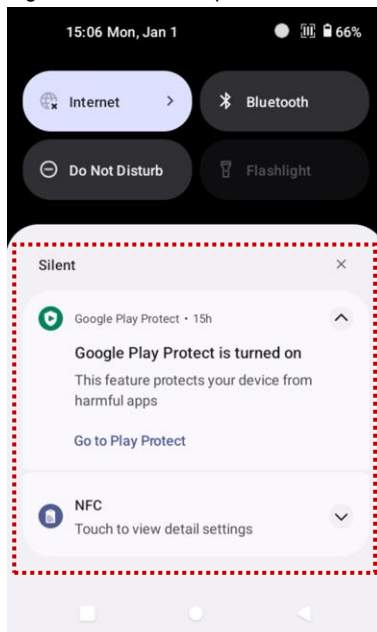 15:06 Mon, Jan 1 66%
Internet Bluetooth
Do Not Disturb Flashlight
Silent
Google Play Protect • 15h
Google Play Protect is turned on
This feature protects your device from
harmful apps
Go to Play Protect
NFC
Touch to view detail settings